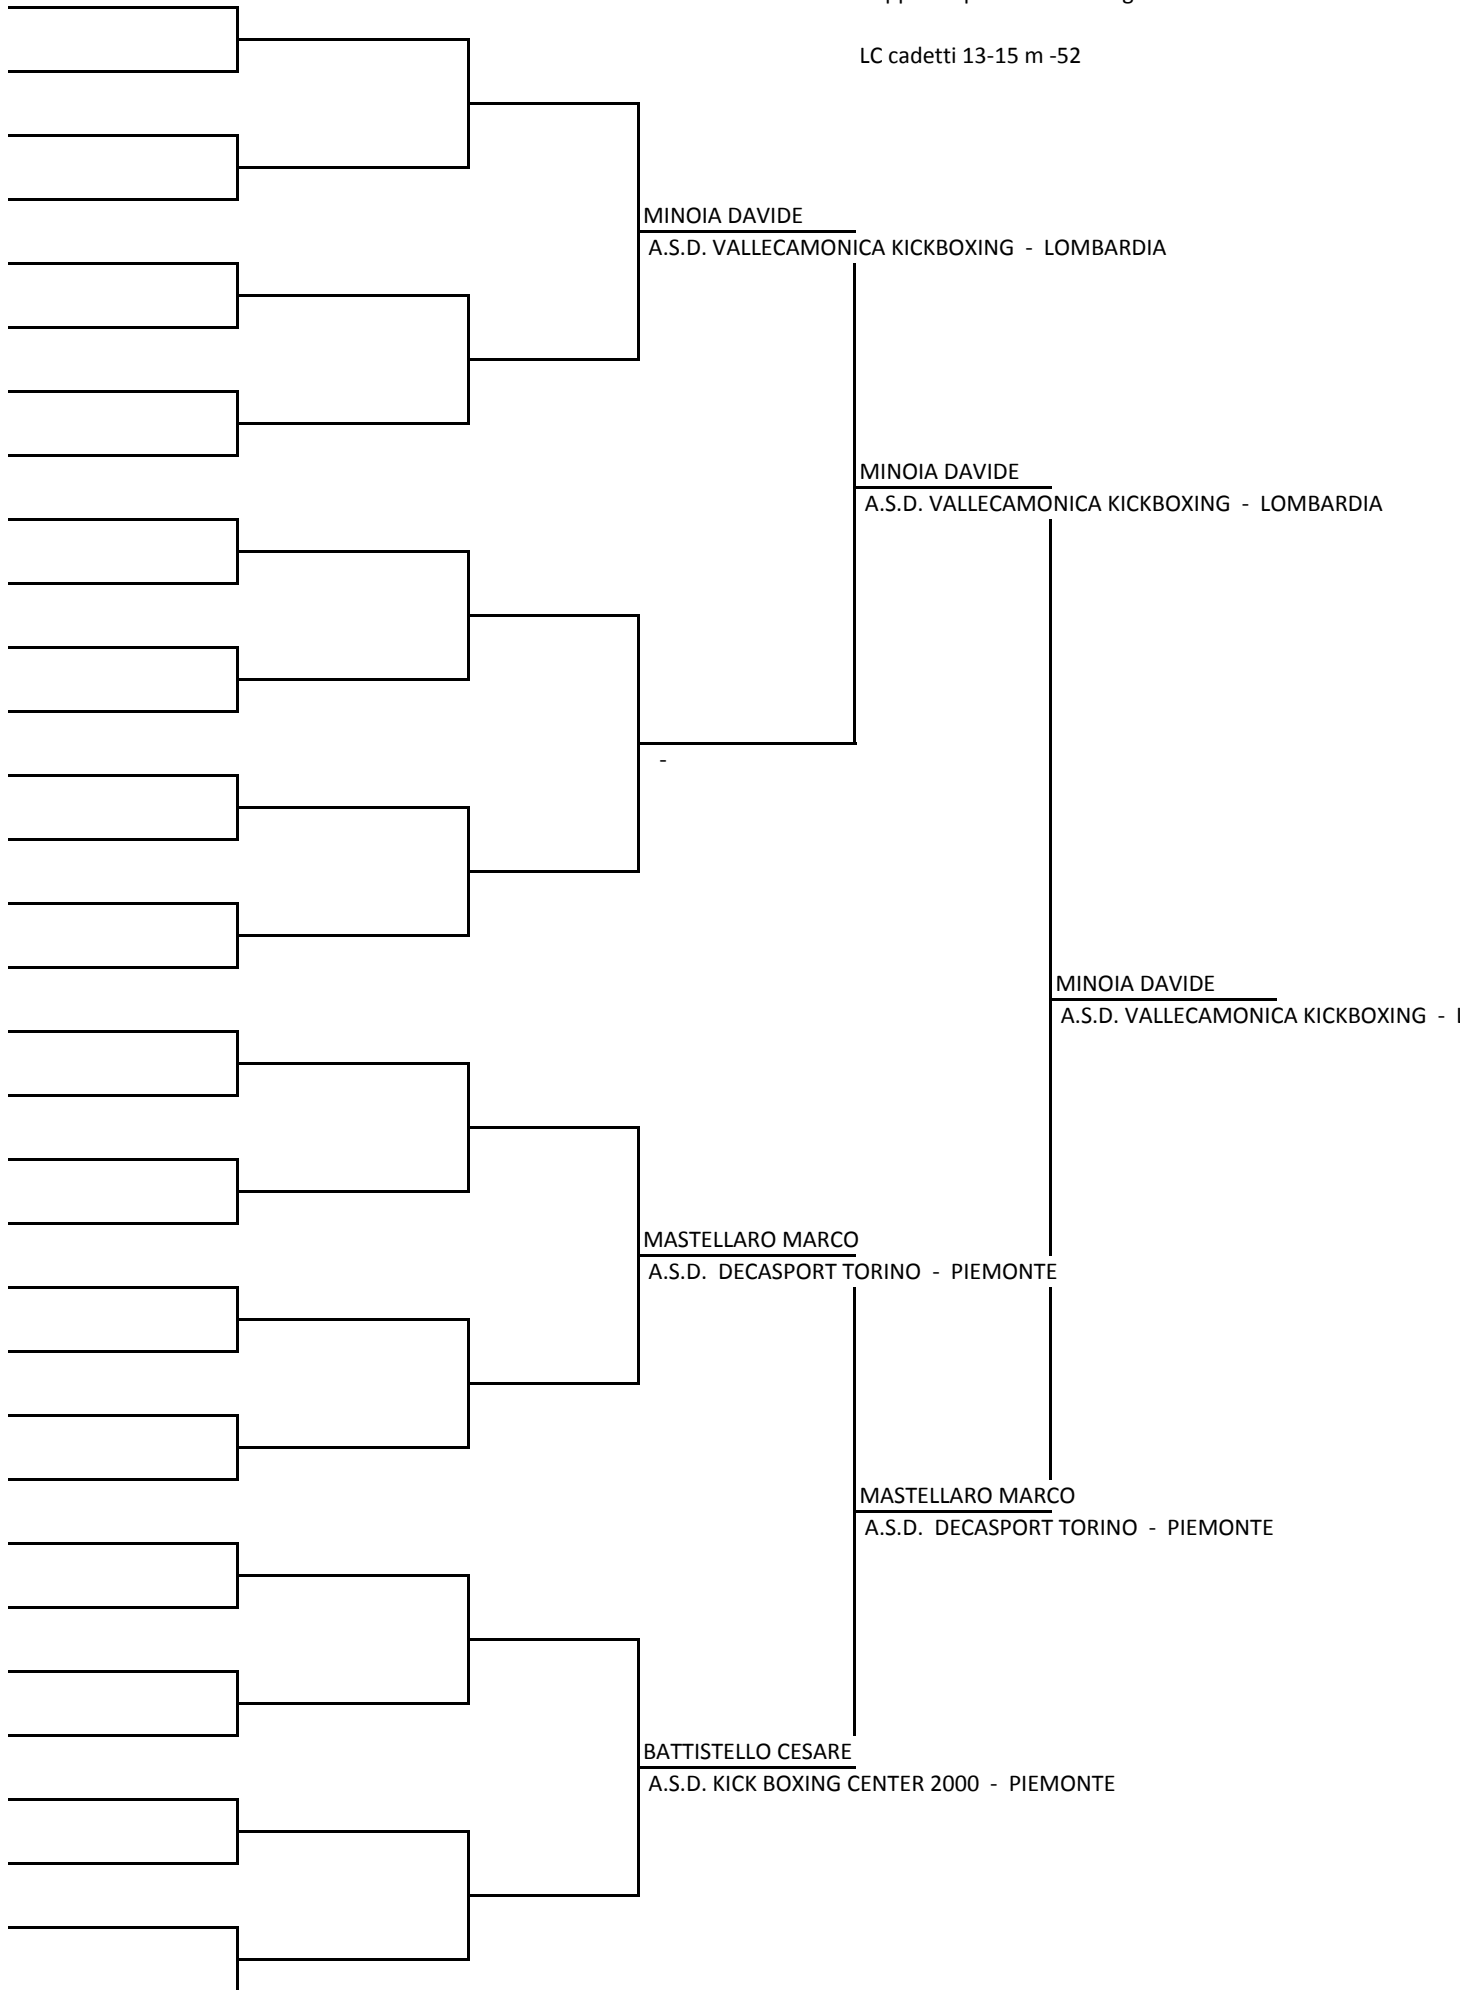 LC cadetti 13-15 m -52
MINOIA DAVIDE
A.S.D. VALLECAMONICA KICKBOXING - LOMBARDIA
MINOIA DAVIDE
A.S.D. VALLECAMONICA KICKBOXING - LOMBARDIA
-
MINOIA DAVIDE
A.S.D. VALLECAMONICA KICKBOXING -
MASTELLARO MARCO
A.S.D. DECASPORT TORINO - PIEMONTE
MASTELLARO MARCO
A.S.D. DECASPORT TORINO - PIEMONTE
BATTISTELLO CESARE
A.S.D. KICK BOXING CENTER 2000 - PIEMONTE